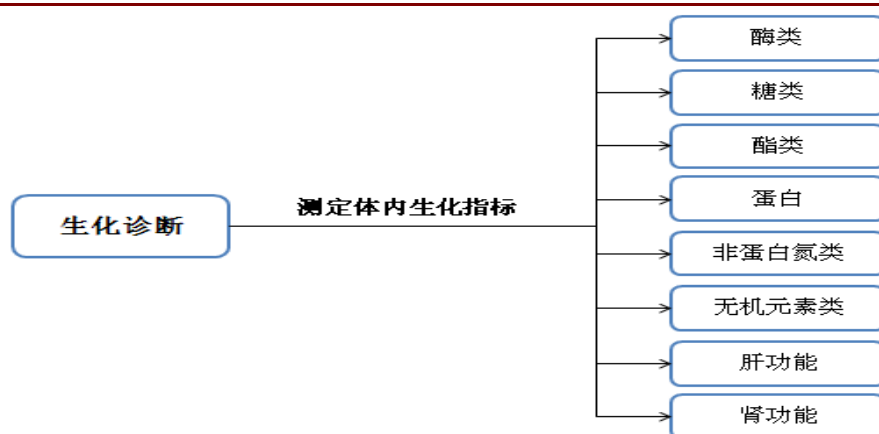 酶类
糖类
酯类
蛋白
测定体内生化指标
生化诊断
非蛋白氮类
无机元素类
肝功能
肾功能